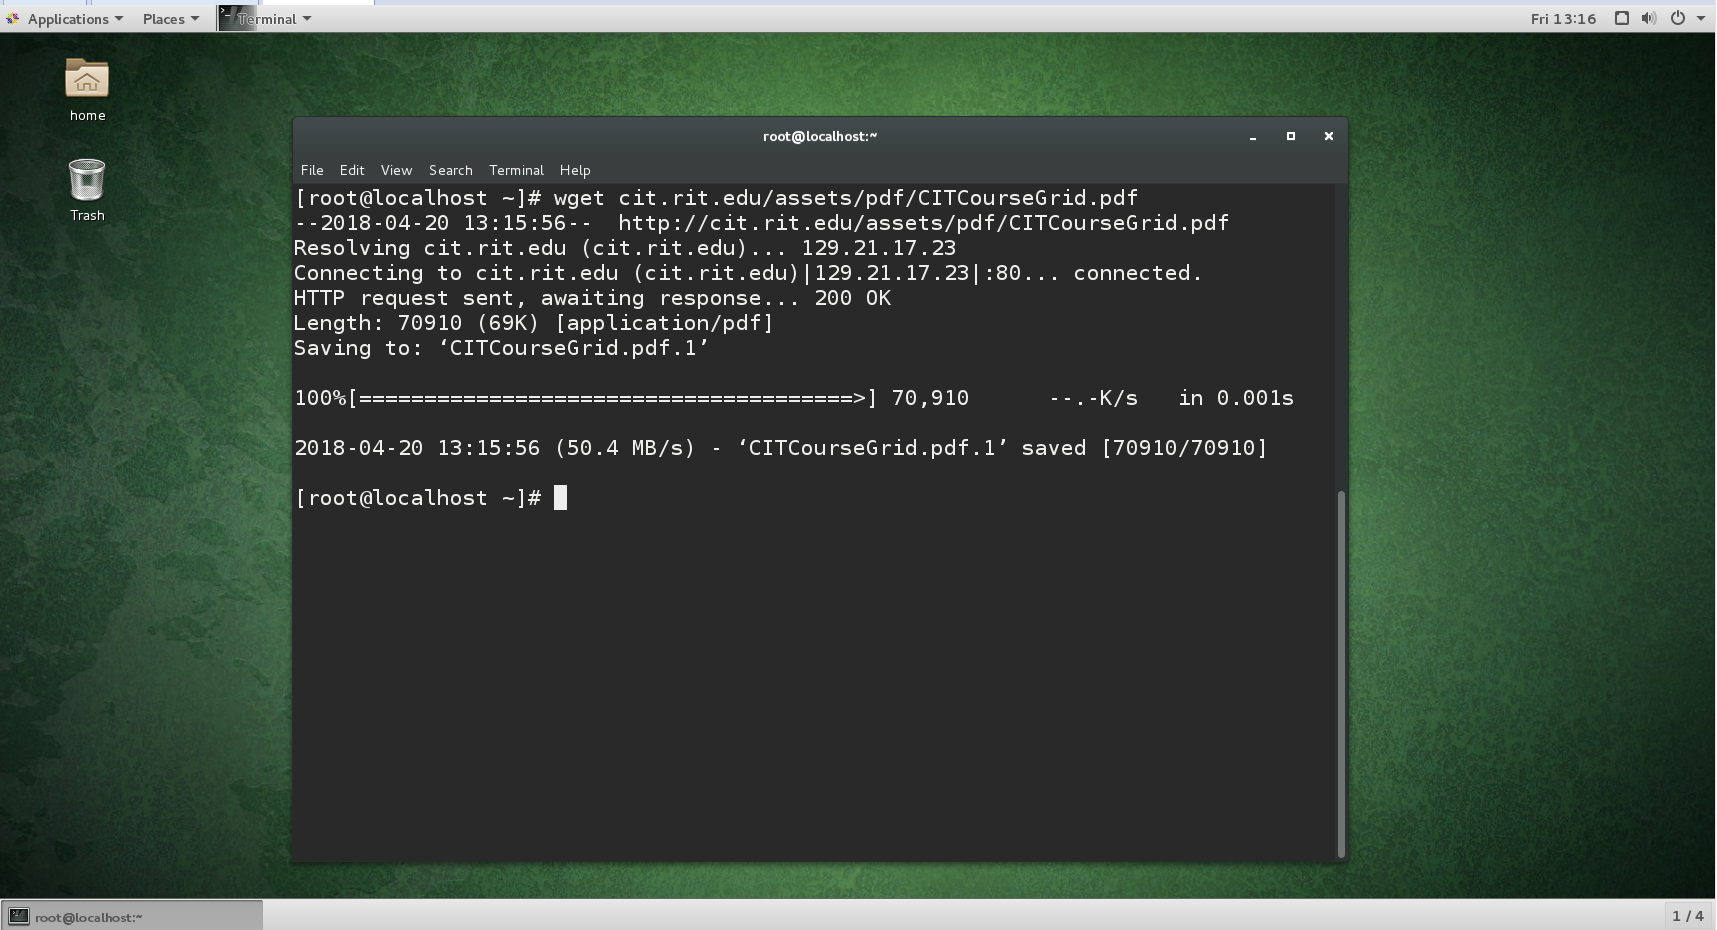 Applications Places Terminal Fri 13:16
home
Trash
root@localhost:~
File Edit View Search Terminal Help
[root@localhost ~]# wget cit.rit.edu/assets/pdf/CITCourseGrid.pdf
--2018-04-20 13:15:56--  http://cit.rit.edu/assets/pdf/CITCourseGrid.pdf
Resolving cit.rit.edu (cit.rit.edu)... 129.21.17.23
Connecting to cit.rit.edu (cit.rit.edu)|129.21.17.23|:80... connected.
HTTP request sent, awaiting response... 200 OK
Length: 70910 (69K) [application/pdf]
Saving to: ‘CITCourseGrid.pdf.1’
100%[======================================>] 70,910      --.-K/s   in 0.001s
2018-04-20 13:15:56 (50.4 MB/s) - ‘CITCourseGrid.pdf.1’ saved [70910/70910]
[root@localhost ~]#
root@localhost:~ 1 / 4